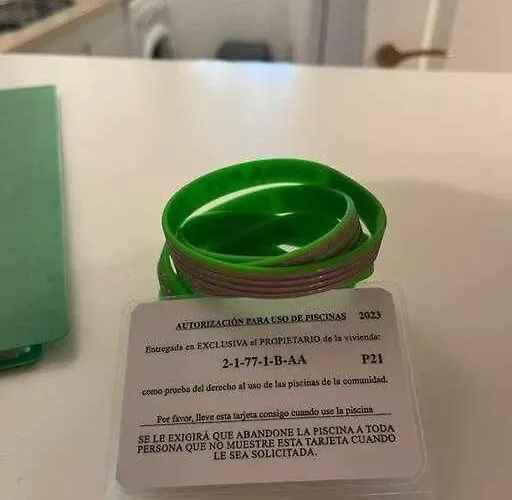 AUTORIZACIÓN PARA USO DE PISCINAS 2023
Entregada en EXCLUSIVA al PROPIETARIO de la vivienda:
2-1-77-1-B-AA P21
como prueba del derecho al uso de las piscinas de la comunidad.
Por favor, lleve esta tarjeta consigo cuando use la piscina
SE LE EXIGIRÁ QUE ABANDONE LA PISCINA A TODA
PERSONA QUE NO MUESTRE ESTA TARJETA CUANDO
LE SEA SOLICITADA.